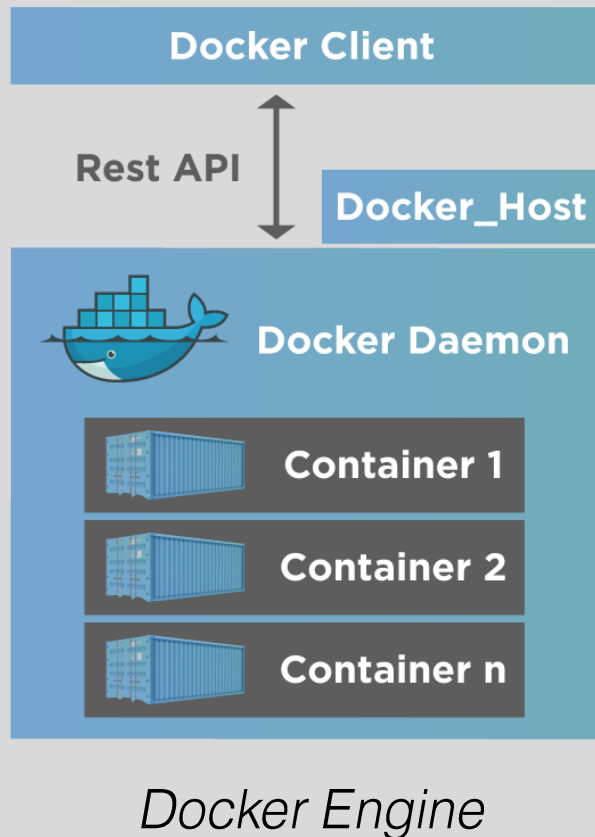 Docker Client
Rest API
Docker_Host
Docker Daemon
Container 1
Container 2
Container n
Docker Engine